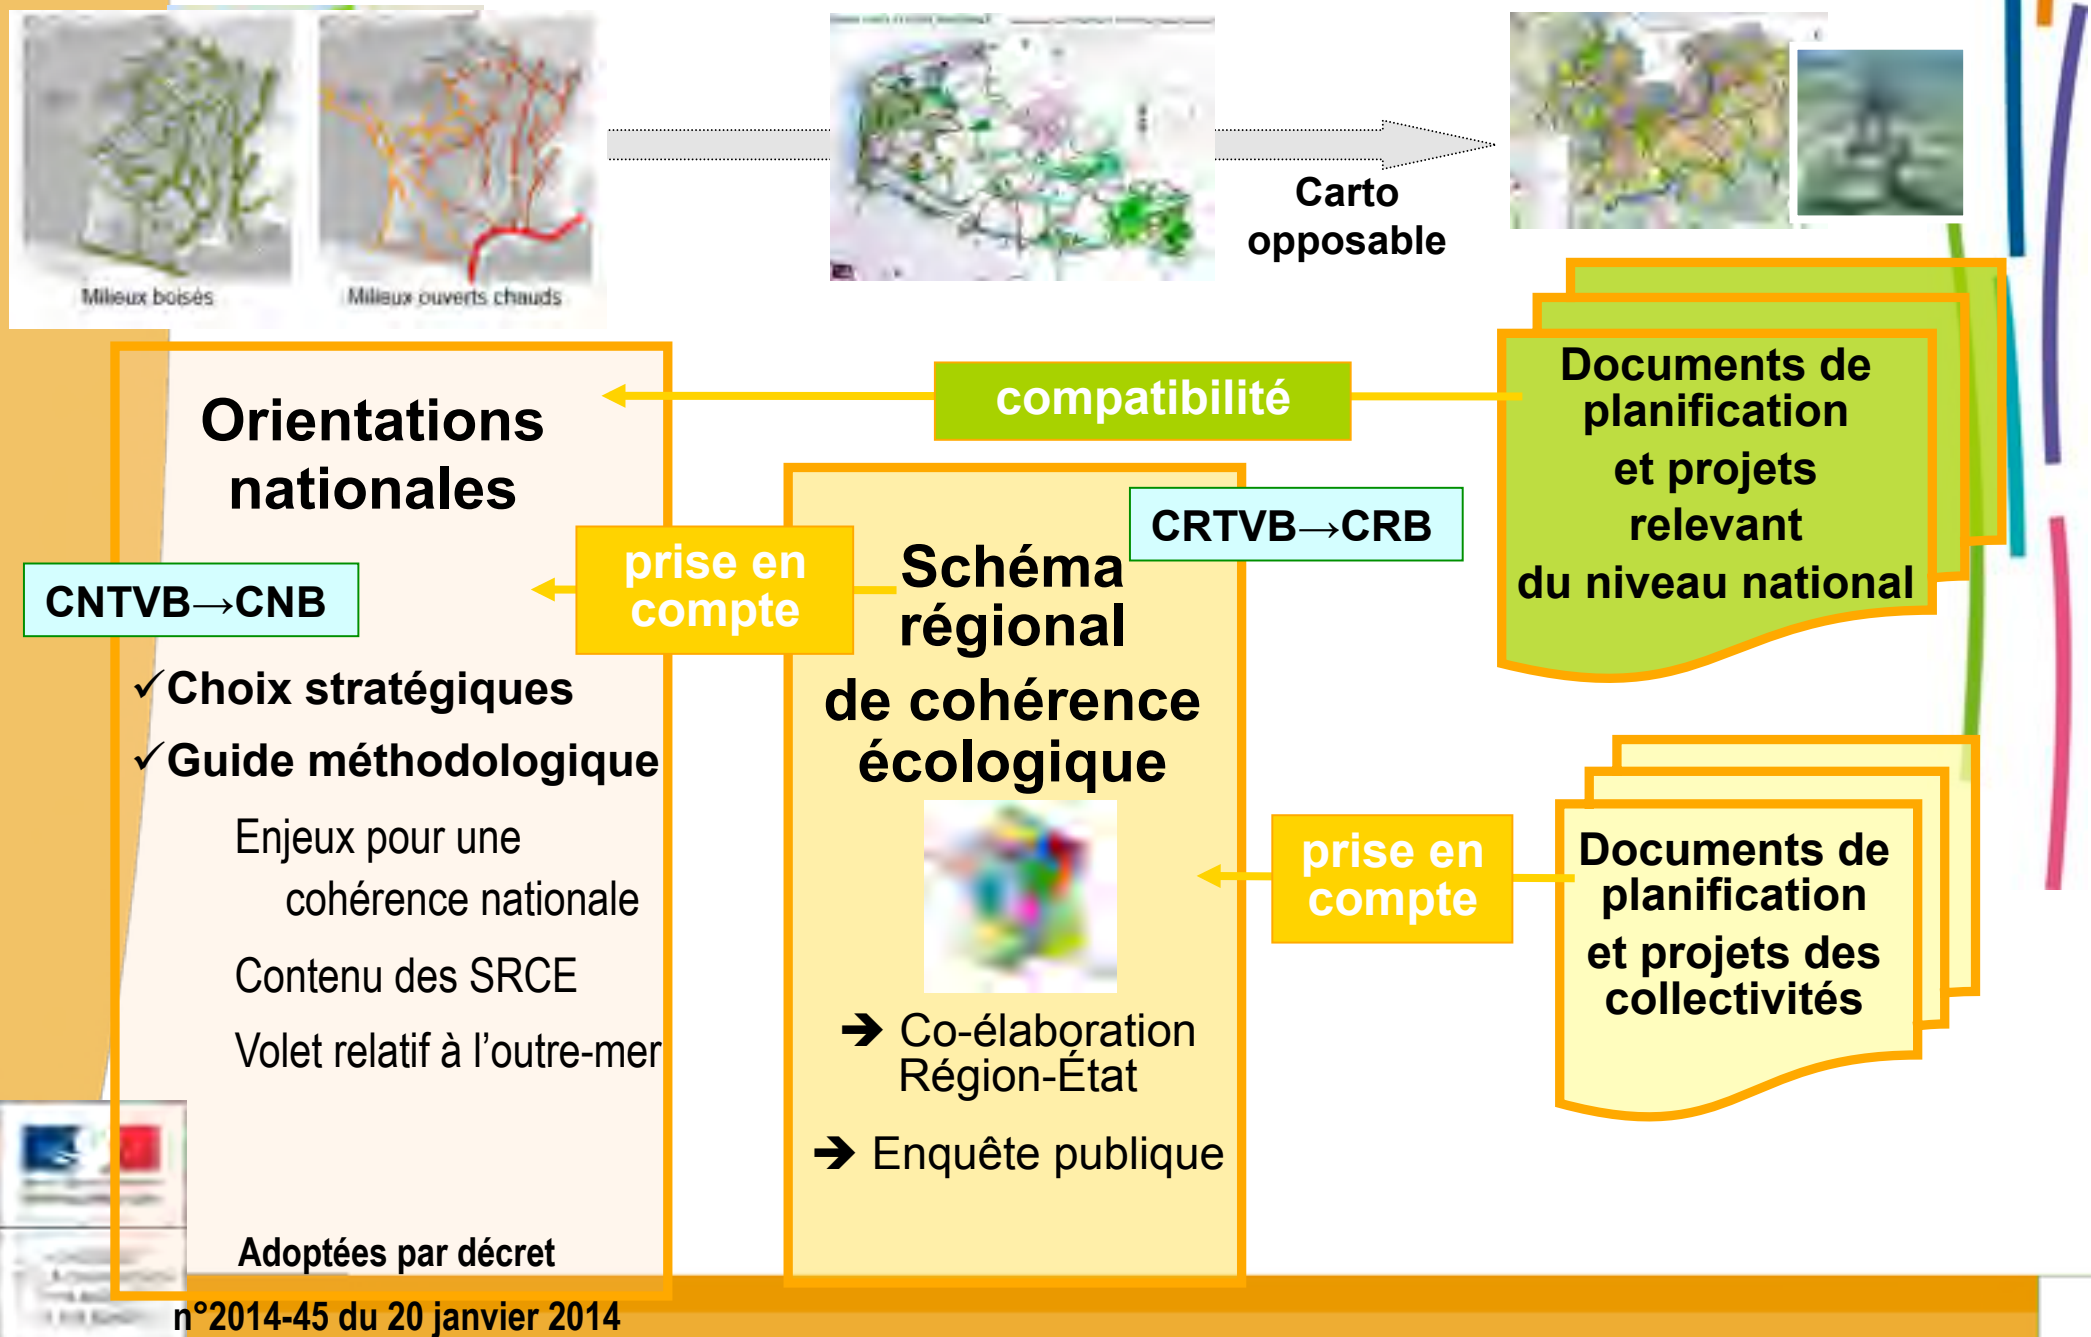 Milieux boisés
Milieux ouverts chauds
Carto
opposable
Orientations
nationales
CNTVB→CNB
✓Choix stratégiques
✓Guide méthodologique
Enjeux pour une
cohérence nationale
Contenu des SRCE
Volet relatif à l’outre-mer
Adoptées par décret
n°2014-45 du 20 janvier 2014
compatibilité
prise en
compte
CRTVB→CRB
Schéma
régional
de cohérence
écologique
➔ Co-élaboration
Région-État
➔ Enquête publique
prise en
compte
Documents de
planification
et projets
relevant
du niveau national
Documents de
planification
et projets des
collectivités